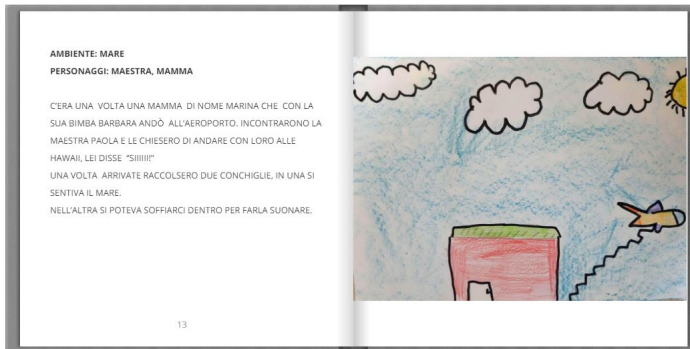 AMBIENTE: MARE
PERSONAGGI: MAESTRA, MAMMA
C'ERA UNA VOLTA UNA MAMMA DI NOME MARINA CHE CON LA
SUA BIMBA BARBARA ANDÒ ALL'AEROPORTO. INCONTRARONO LA
MAESTRA PAOLA E LE CHIESERO DI ANDARE CON LORO ALLE
HAWAII, LEI DISSE "SIIIIII!"
UNA VOLTA ARRIVATE RACCOLSERO DUE CONCHIGLIE, IN UNA SI
SENTIVA IL MARE.
NELL'ALTRA SI POTEVA SOFFIARCI DENTRO PER FARLA SUONARE.
13